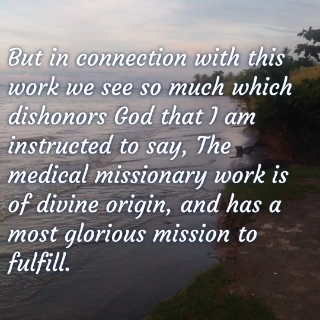 But in connection with this
work we see so much which
dishonors God that I am
instructed to say, The
medical missionary work is
of divine origin, and has a
most glorious mission to
fulfill.